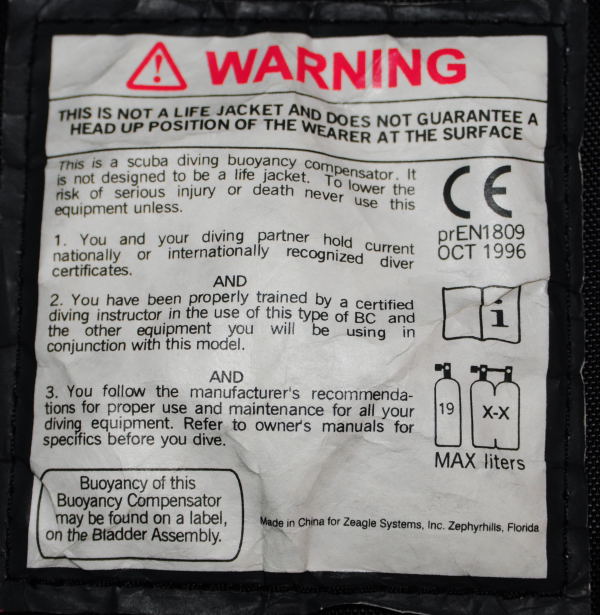 WARNING
THIS IS NOT A LIFE JACKET AND DOES NOT GUARANTEE A
HEAD UP POSITION OF THE WEARER AT THE SURFACE
This is a scuba diving buoyancy compensator. It
is not designed to be a life jacket. To lower the
risk of serious injury or death never use this
equipment unless.
1. You and your diving partner hold current
nationally or internationally recognized diver
certificates.
AND
2. You have been properly trained by a certified
diving instructor in the use of this type of BC and
the other equipment you will be using in
conjunction with this model.
AND
3. You follow the manufacturer's recommenda-
tions for proper use and maintenance for all your
diving equipment. Refer to owner's manuals for
specifics before you dive.
CE
prEN1809
OCT 1996
i
19
X-X
MAX liters
Buoyancy of this
Buoyancy Compensator
may be found on a label,
on the Bladder Assembly.
Made in China for Zeagle Systems, Inc. Zephyrhills, Florida